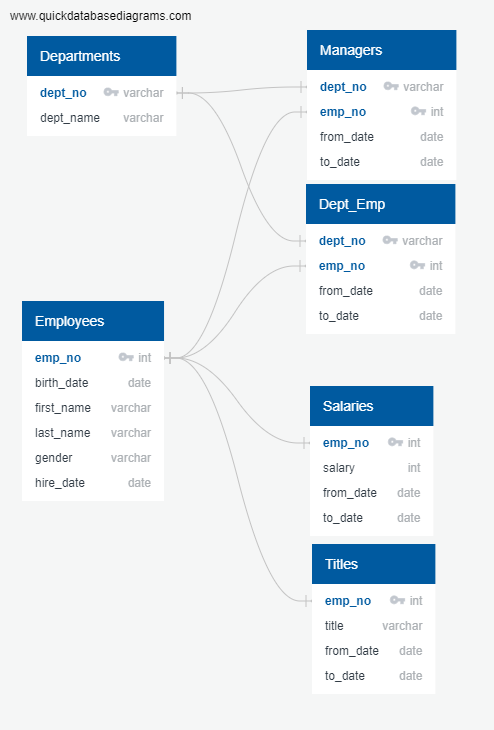 www.quickdatabasediagrams.com
Departments
dept_no varchar
dept_name varchar
Managers
dept_no varchar
emp_no int
from_date date
to_date date
Dept_Emp
dept_no varchar
emp_no int
from_date date
to_date date
Employees
emp_no int
birth_date date
first_name varchar
last_name varchar
gender varchar
hire_date date
Salaries
emp_no int
salary int
from_date date
to_date date
Titles
emp_no int
title varchar
from_date date
to_date date